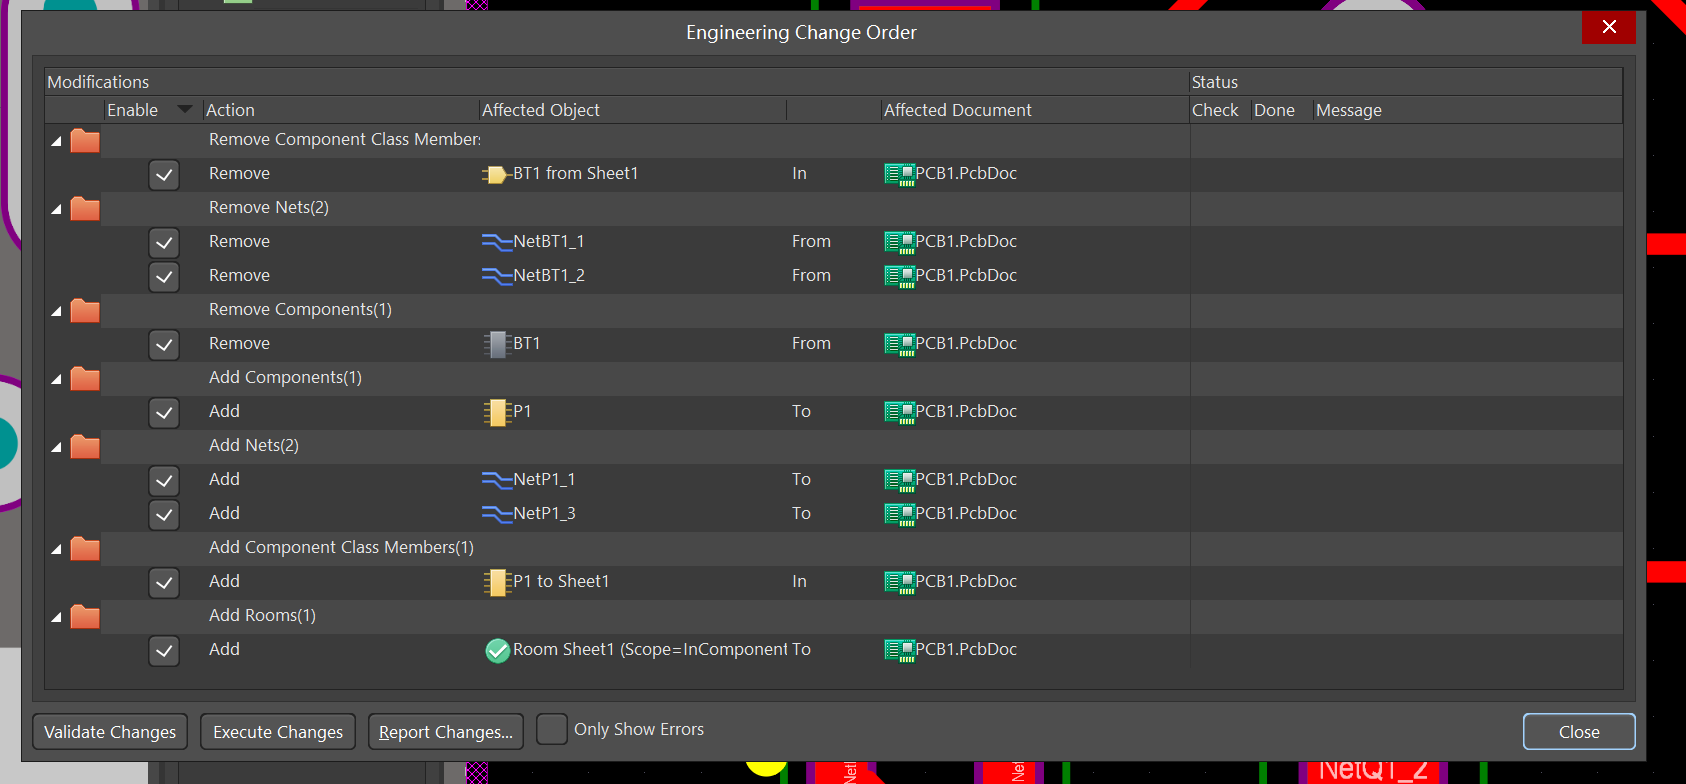 Engineering Change Order
Modifications Status
Enable Action Affected Object Affected Document Check Done Message
Remove Component Class Members
Remove BT1 from Sheet1 In PCB1.PcbDoc
Remove Nets(2)
Remove NetBT1_1 From PCB1.PcbDoc
Remove NetBT1_2 From PCB1.PcbDoc
Remove Components(1)
Remove BT1 From PCB1.PcbDoc
Add Components(1)
Add P1 To PCB1.PcbDoc
Add Nets(2)
Add NetP1_1 To PCB1.PcbDoc
Add NetP1_3 To PCB1.PcbDoc
Add Component Class Members(1)
Add P1 to Sheet1 In PCB1.PcbDoc
Add Rooms(1)
Add Room Sheet1 (Scope=InComponent To PCB1.PcbDoc
Validate Changes Execute Changes Report Changes... Only Show Errors Close
NetQ1_2